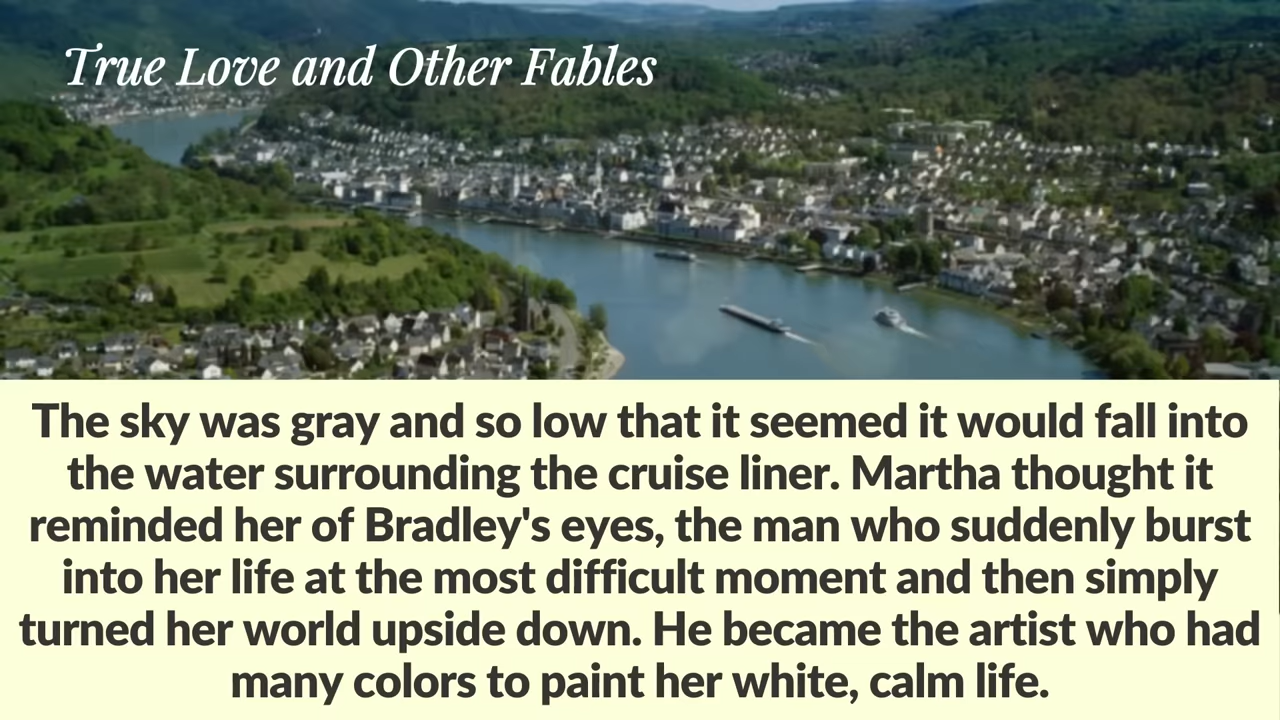 True Love and Other Fables
The sky was gray and so low that it seemed it would fall into
the water surrounding the cruise liner. Martha thought it
reminded her of Bradley's eyes, the man who suddenly burst
into her life at the most difficult moment and then simply
turned her world upside down. He became the artist who had
many colors to paint her white, calm life.